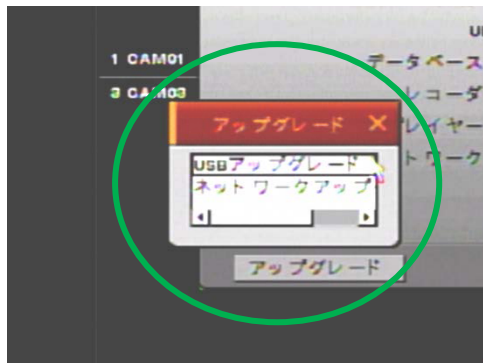 1 CAM01
データベース
3 CAM03
レコーダ
アップグレード
レイヤー
USBアップグレード
トワーク
ネットワークアップ
アップグレード